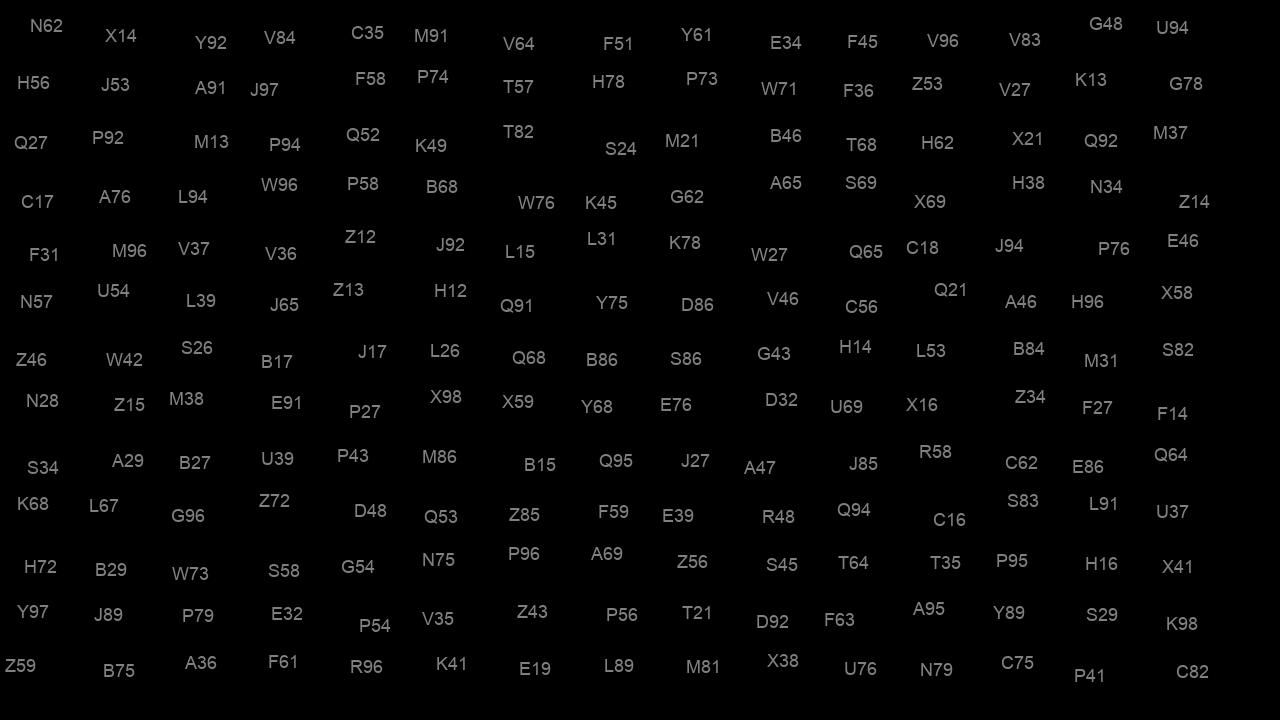 N62 X14 Y92 V84 C35 M91 V64 F51 Y61 E34 F45 V96 V83 G48 U94
H56 J53 A91 J97 F58 P74 T57 H78 P73 W71 F36 Z53 V27 K13 G78
Q27 P92 M13 P94 Q52 K49 T82 S24 M21 B46 T68 H62 X21 Q92 M37
C17 A76 L94 W96 P58 B68 W76 K45 G62 A65 S69 X69 H38 N34 Z14
F31 M96 V37 V36 Z12 J92 L15 L31 K78 W27 Q65 C18 J94 P76 E46
N57 U54 L39 J65 Z13 H12 Q91 Y75 D86 V46 C56 Q21 A46 H96 X58
Z46 W42 S26 B17 J17 L26 Q68 B86 S86 G43 H14 L53 B84 M31 S82
N28 Z15 M38 E91 P27 X98 X59 Y68 E76 D32 U69 X16 Z34 F27 F14
S34 A29 B27 U39 P43 M86 B15 Q95 J27 A47 J85 R58 C62 E86 Q64
K68 L67 G96 Z72 D48 Q53 Z85 F59 E39 R48 Q94 C16 S83 L91 U37
H72 B29 W73 S58 G54 N75 P96 A69 Z56 S45 T64 T35 P95 H16 X41
Y97 J89 P79 E32 P54 V35 Z43 P56 T21 D92 F63 A95 Y89 S29 K98
Z59 B75 A36 F61 R96 K41 E19 L89 M81 X38 U76 N79 C75 P41 C82